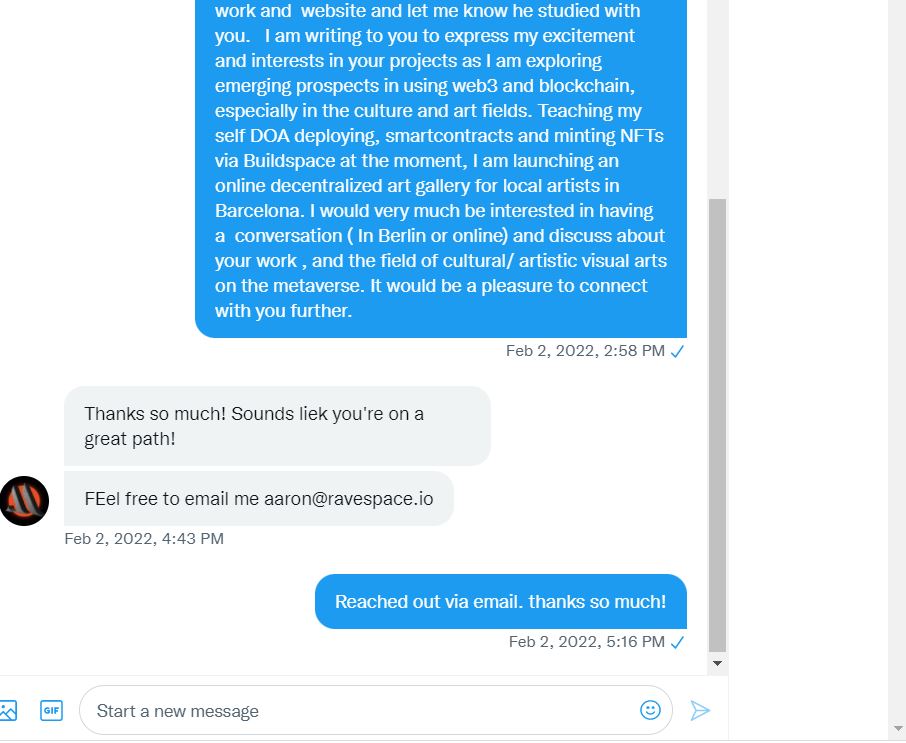 work and  website and let me know he studied with
you.   I am writing to you to express my excitement
and interests in your projects as I am exploring
emerging prospects in using web3 and blockchain,
especially in the culture and art fields. Teaching my
self DOA deploying, smartcontracts and minting NFTs
via Buildspace at the moment, I am launching an
online decentralized art gallery for local artists in
Barcelona. I would very much be interested in having
a  conversation ( In Berlin or online) and discuss about
your work , and the field of cultural/ artistic visual arts
on the metaverse. It would be a pleasure to connect
with you further.
Feb 2, 2022, 2:58 PM
Thanks so much! Sounds liek you're on a
great path!
FEel free to email me aaron@ravespace.io
Feb 2, 2022, 4:43 PM
Reached out via email. thanks so much!
Feb 2, 2022, 5:16 PM
GIF
Start a new message